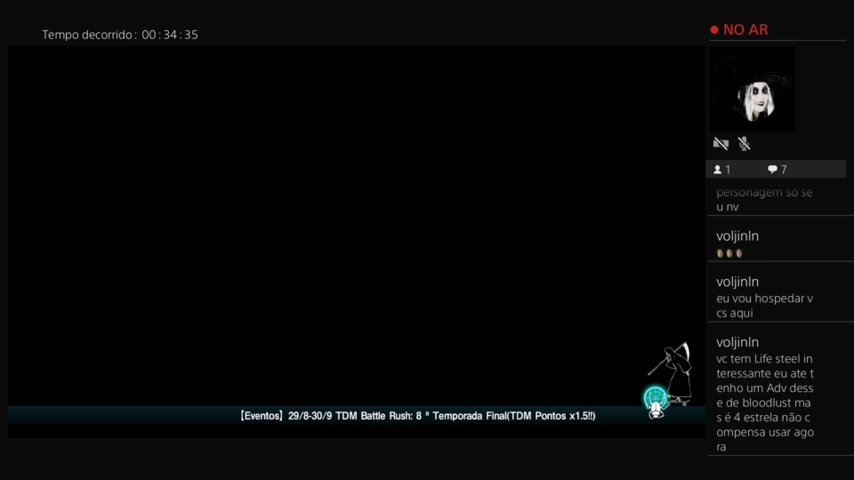 Tempo decorrido: 00:34:35
NO AR
1 7
personagem só se
u nv
voljinln
voljinln
eu vou hospedar v
cs aqui
voljinln
vc tem Life steel in
teressante eu ate t
enho um Adv dess
e de bloodlust ma
s é 4 estrela não c
ompensa usar ago
ra
【Eventos】 29/8-30/9 TDM Battle Rush: 8 ª Temporada Final(TDM Pontos x1.5!!)